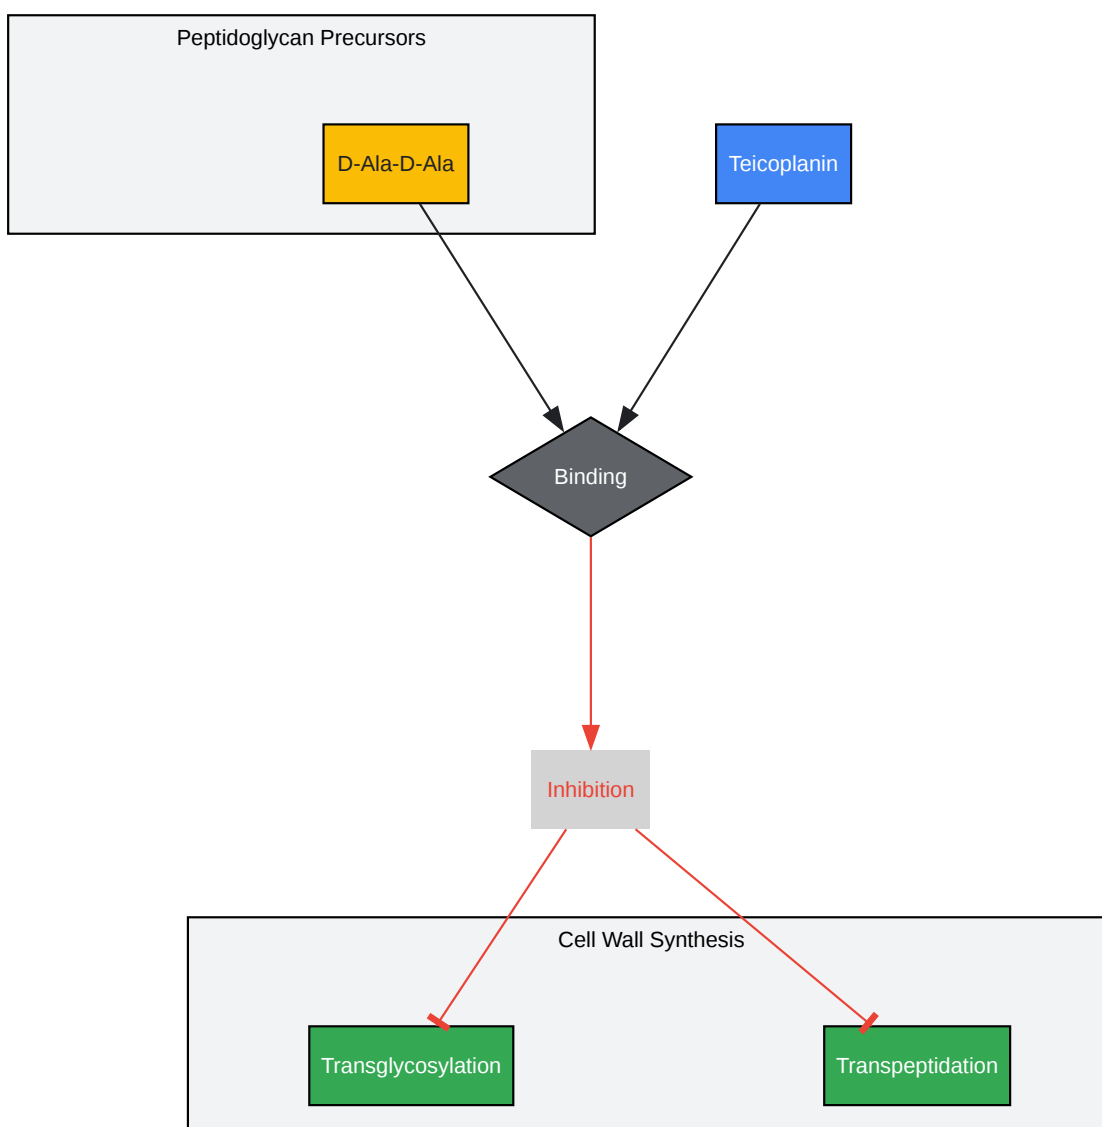 Peptidoglycan Precursors
D-Ala-D-Ala
Teicoplanin
Binding
Inhibition
Cell Wall Synthesis
Transglycosylation
Transpeptidation